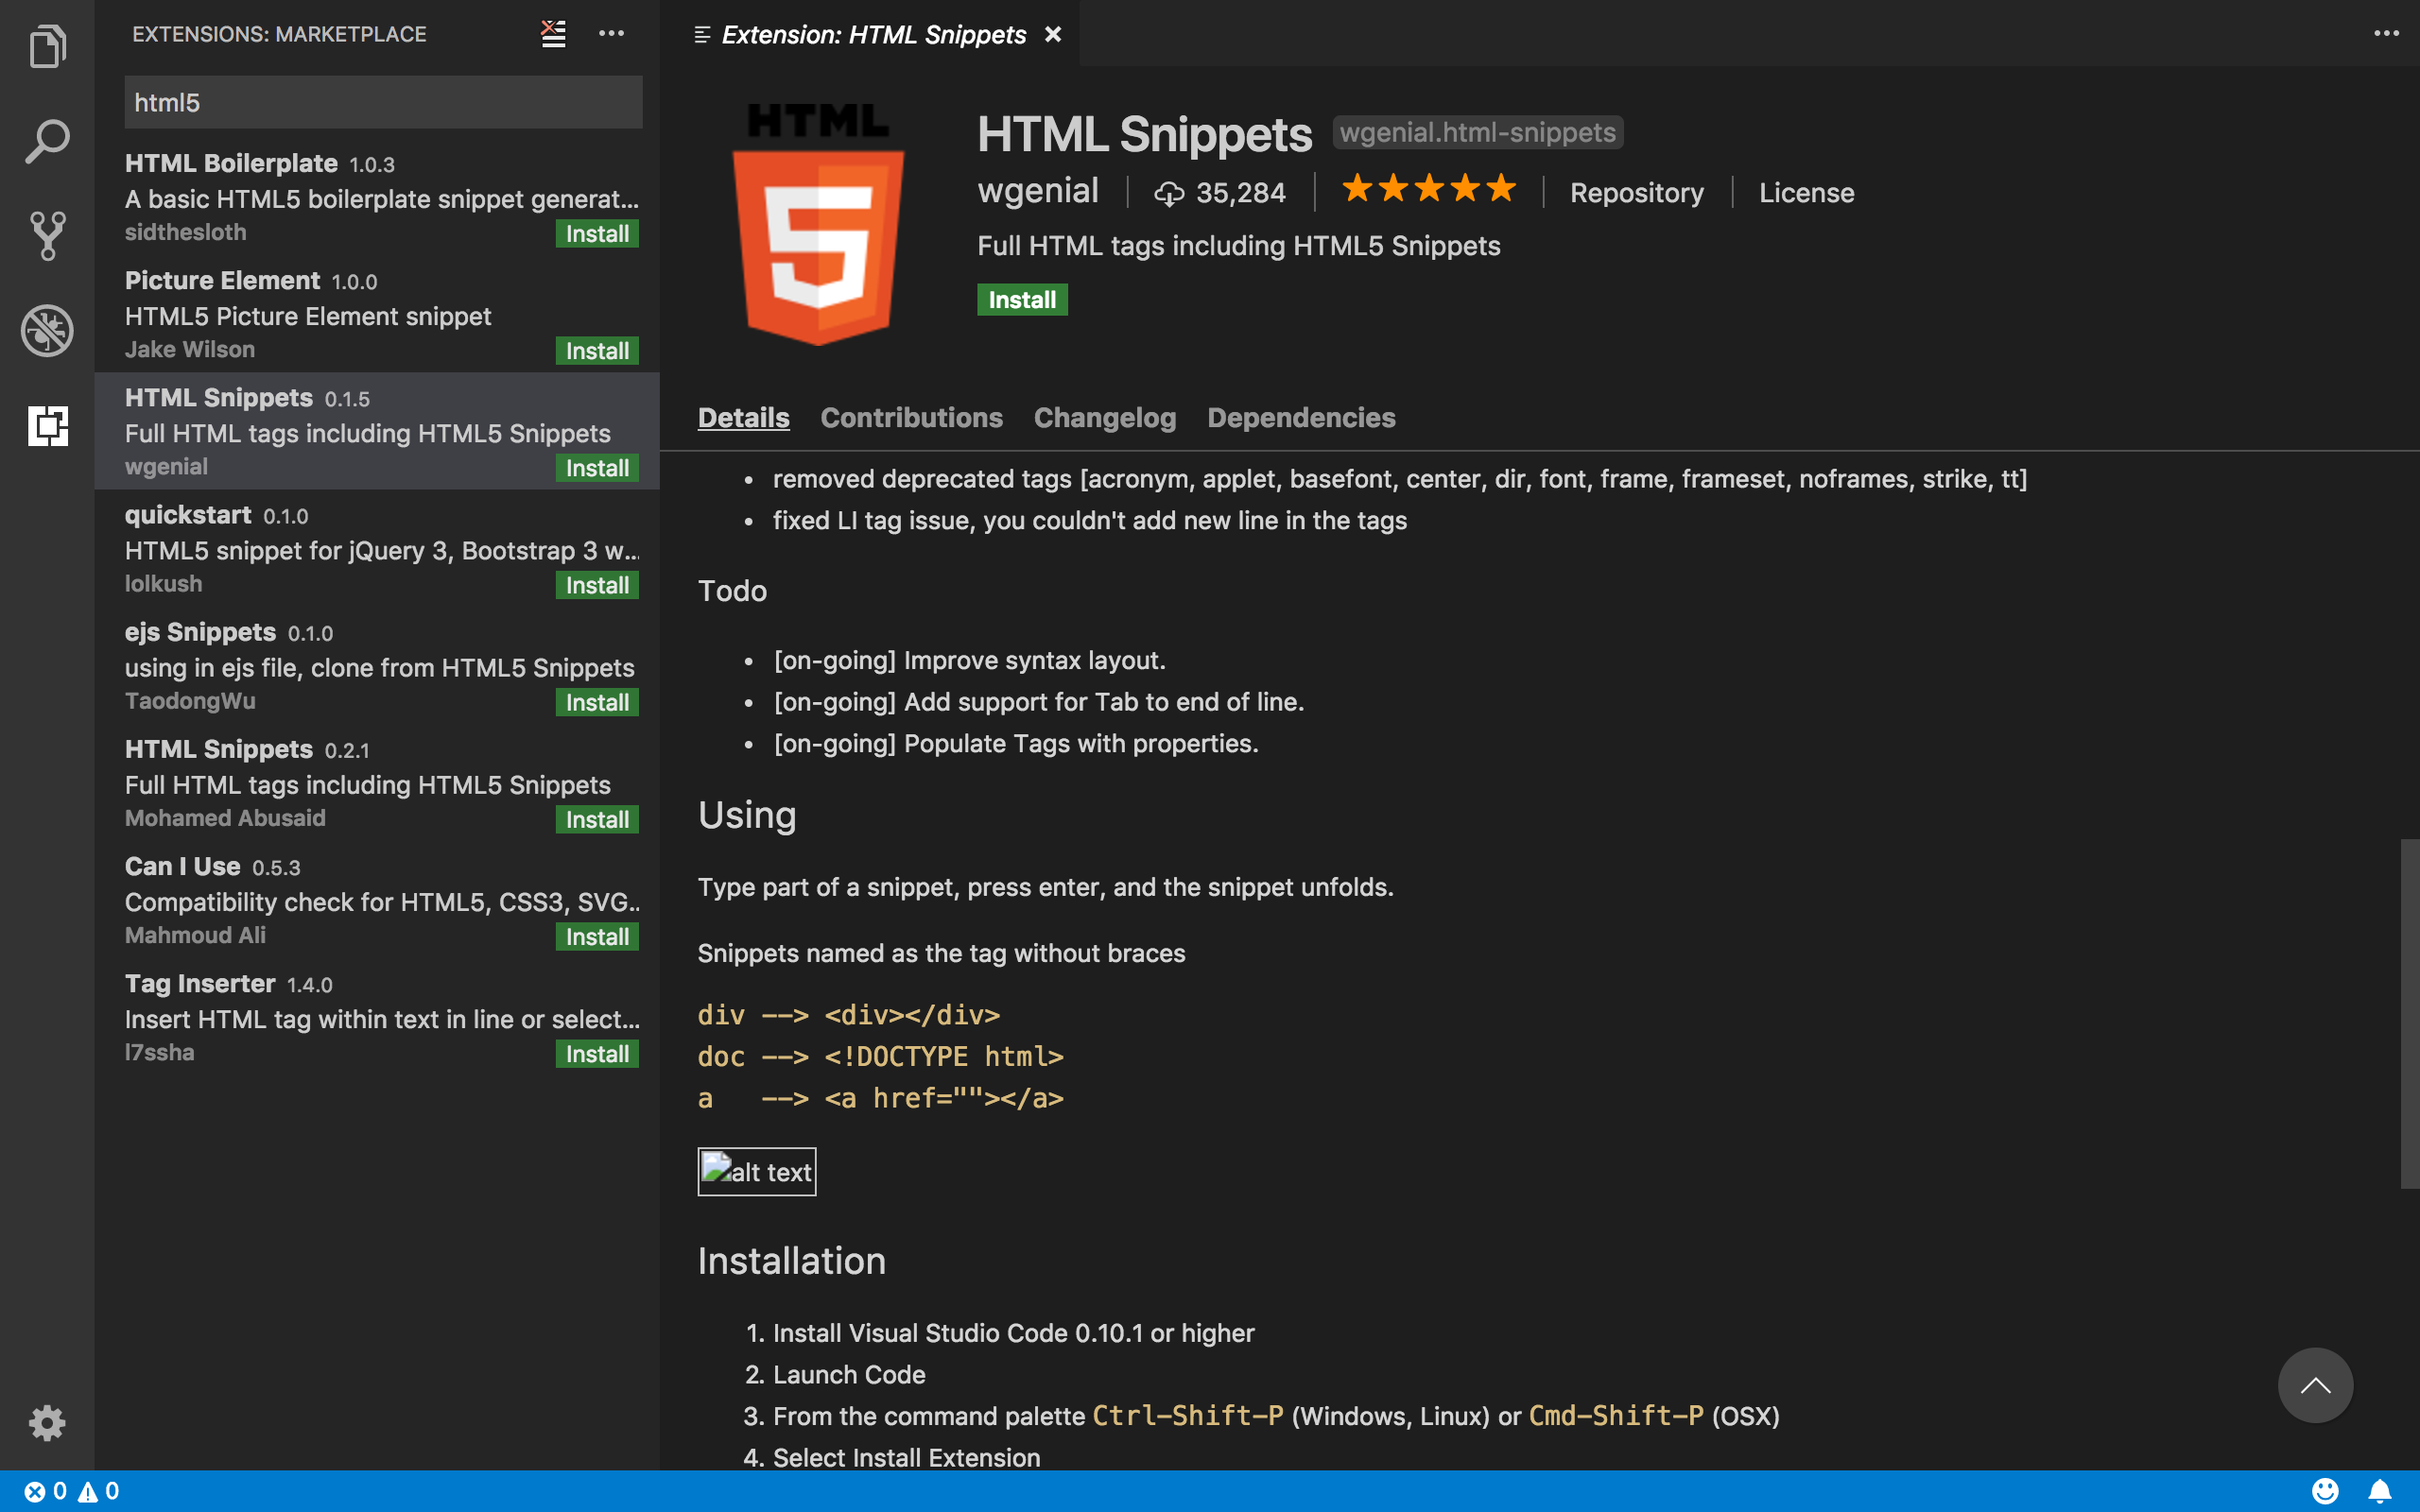 EXTENSIONS: MARKETPLACE
html5
HTML Boilerplate 1.0.3
A basic HTML5 boilerplate snippet generat...
sidthesloth Install
Picture Element 1.0.0
HTML5 Picture Element snippet
Jake Wilson Install
HTML Snippets 0.1.5
Full HTML tags including HTML5 Snippets
wgenial Install
quickstart 0.1.0
HTML5 snippet for jQuery 3, Bootstrap 3 w...
lolkush Install
ejs Snippets 0.1.0
using in ejs file, clone from HTML5 Snippets
TaodongWu Install
HTML Snippets 0.2.1
Full HTML tags including HTML5 Snippets
Mohamed Abusaid Install
Can I Use 0.5.3
Compatibility check for HTML5, CSS3, SVG...
Mahmoud Ali Install
Tag Inserter 1.4.0
Insert HTML tag within text in line or select...
l7ssha Install
Extension: HTML Snippets
HTML
5
HTML Snippets wgenial.html-snippets
wgenial 35,284 Repository License
Full HTML tags including HTML5 Snippets
Install
Details Contributions Changelog Dependencies
• removed deprecated tags [acronym, applet, basefont, center, dir, font, frame, frameset, noframes, strike, tt]
• fixed LI tag issue, you couldn't add new line in the tags
Todo
• [on-going] Improve syntax layout.
• [on-going] Add support for Tab to end of line.
• [on-going] Populate Tags with properties.
Using
Type part of a snippet, press enter, and the snippet unfolds.
Snippets named as the tag without braces
div --> <div></div>
doc --> <!DOCTYPE html>
a   --> <a href=""></a>
alt text
Installation
1. Install Visual Studio Code 0.10.1 or higher
2. Launch Code
3. From the command palette Ctrl-Shift-P (Windows, Linux) or Cmd-Shift-P (OSX)
4. Select Install Extension
0 0